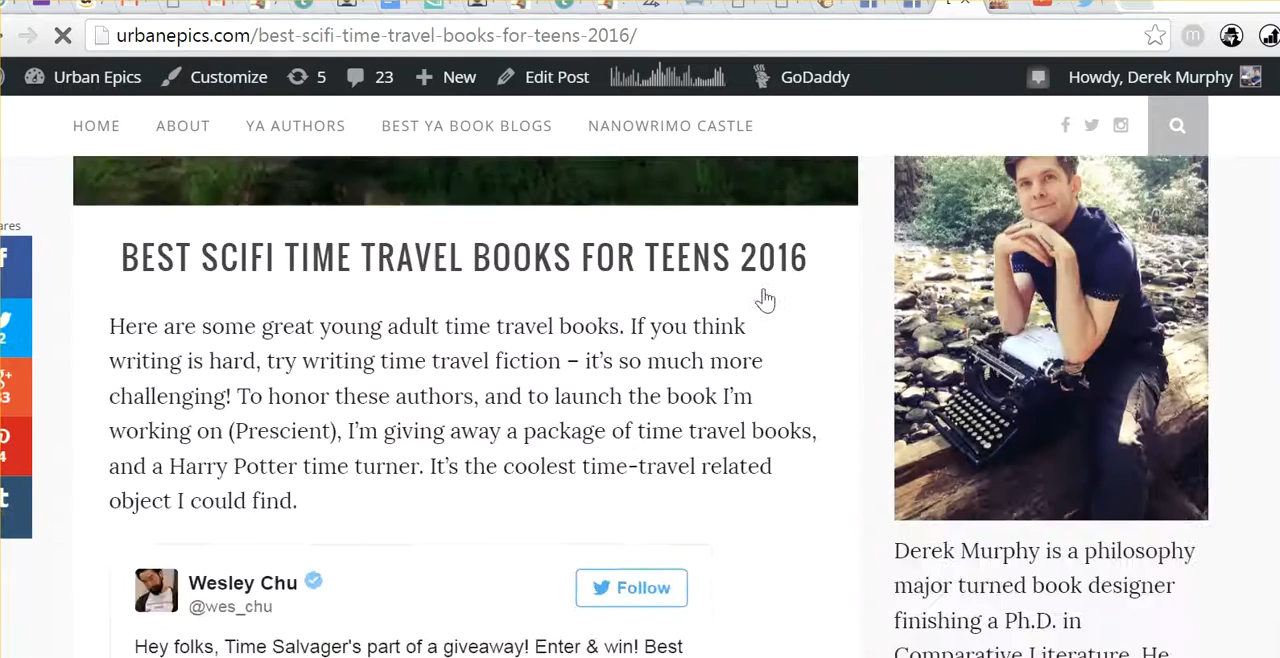 urbanepics.com/best-scifi-time-travel-books-for-teens-2016/
m
Urban Epics Customize 5 23 New Edit Post GoDaddy Howdy, Derek Murphy
HOME ABOUT YA AUTHORS BEST YA BOOK BLOGS NANOWRIMO CASTLE
BEST SCIFI TIME TRAVEL BOOKS FOR TEENS 2016
Here are some great young adult time travel books. If you think
writing is hard, try writing time travel fiction – it's so much more
challenging! To honor these authors, and to launch the book I'm
working on (Prescient), I'm giving away a package of time travel books,
and a Harry Potter time turner. It's the coolest time-travel related
object I could find.
Wesley Chu
@wes_chu
Follow
Hey folks, Time Salvager's part of a giveaway! Enter & win! Best
Derek Murphy is a philosophy
major turned book designer
finishing a Ph.D. in
Comparative Literature. He